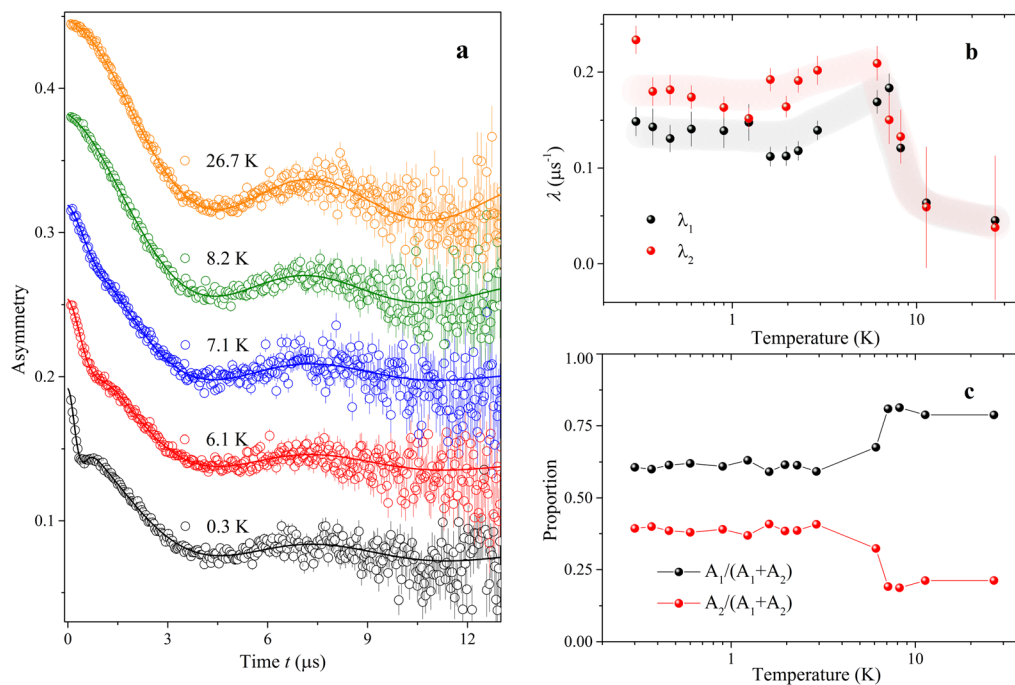 a
0.4
0.3
0.2
0.1
Asymmetry
26.7 K
8.2 K
7.1 K
6.1 K
0.3 K
0
3
6
9
12
Time t (μs)
b
0.2
0.1
0.0
λ (μs⁻¹)
λ₁
λ₂
1
10
Temperature (K)
c
1.00
0.75
0.50
0.25
0.00
Proportion
A₁/(A₁+A₂)
A₂/(A₁+A₂)
1
10
Temperature (K)